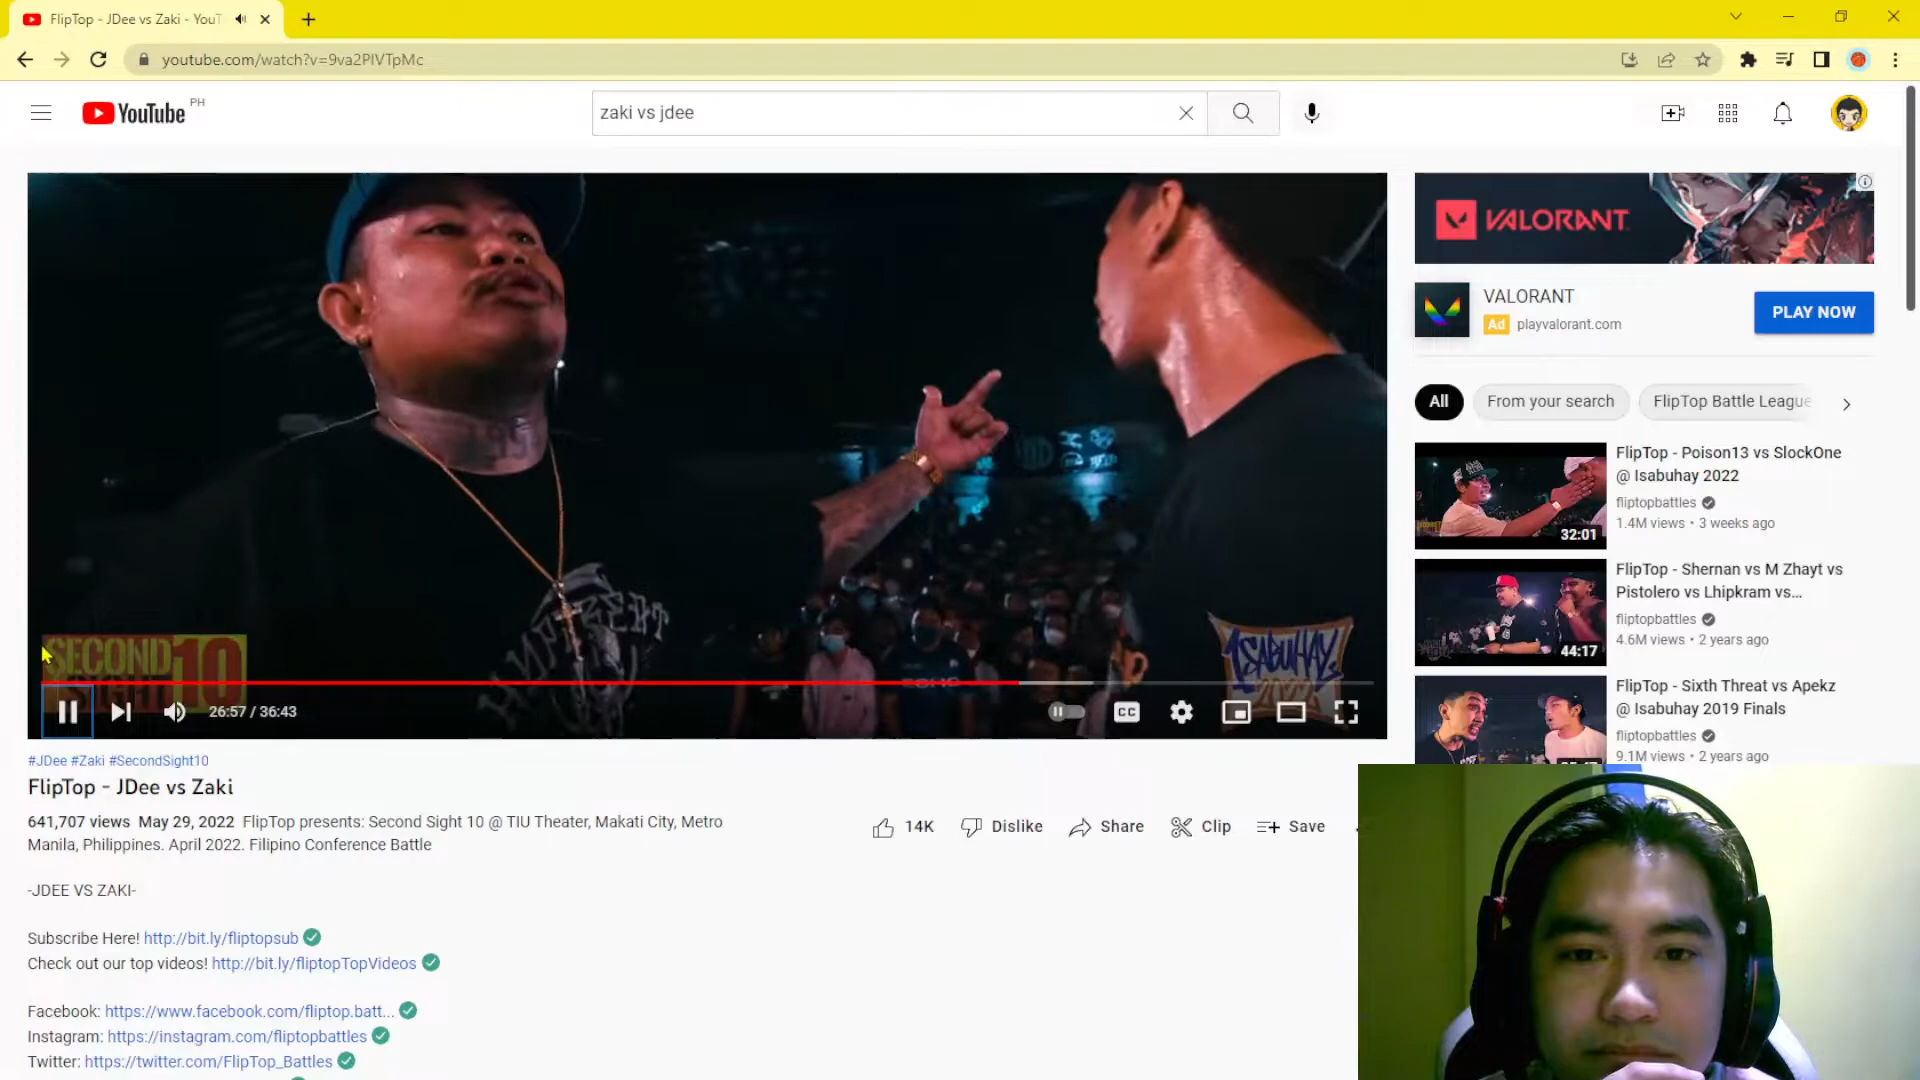 FlipTop - JDee vs Zaki - YouT
youtube.com/watch?v=9va2PIVTpMc
YouTube PH
zaki vs jdee
SECOND
SIGHT 10
ISABUHAY
2022
26:57 / 36:43
CC
#JDee #Zaki #SecondSight10
FlipTop - JDee vs Zaki
641,707 views May 29, 2022 FlipTop presents: Second Sight 10 @ TIU Theater, Makati City, Metro
Manila, Philippines. April 2022. Filipino Conference Battle
14K
Dislike
Share
Clip
Save
-JDEE VS ZAKI-
Subscribe Here! http://bit.ly/fliptopsub
Check out our top videos! http://bit.ly/fliptopTopVideos
Facebook: https://www.facebook.com/fliptop.batt...
Instagram: https://instagram.com/fliptopbattles
Twitter: https://twitter.com/FlipTop_Battles
VALORANT
VALORANT
Ad playvalorant.com
PLAY NOW
All
From your search
FlipTop Battle League
FlipTop - Poison13 vs SlockOne
@ Isabuhay 2022
fliptopbattles
1.4M views • 3 weeks ago
32:01
FlipTop - Shernan vs M Zhayt vs
Pistolero vs Lhipkram vs...
fliptopbattles
4.6M views • 2 years ago
44:17
FlipTop - Sixth Threat vs Apekz
@ Isabuhay 2019 Finals
fliptopbattles
9.1M views • 2 years ago